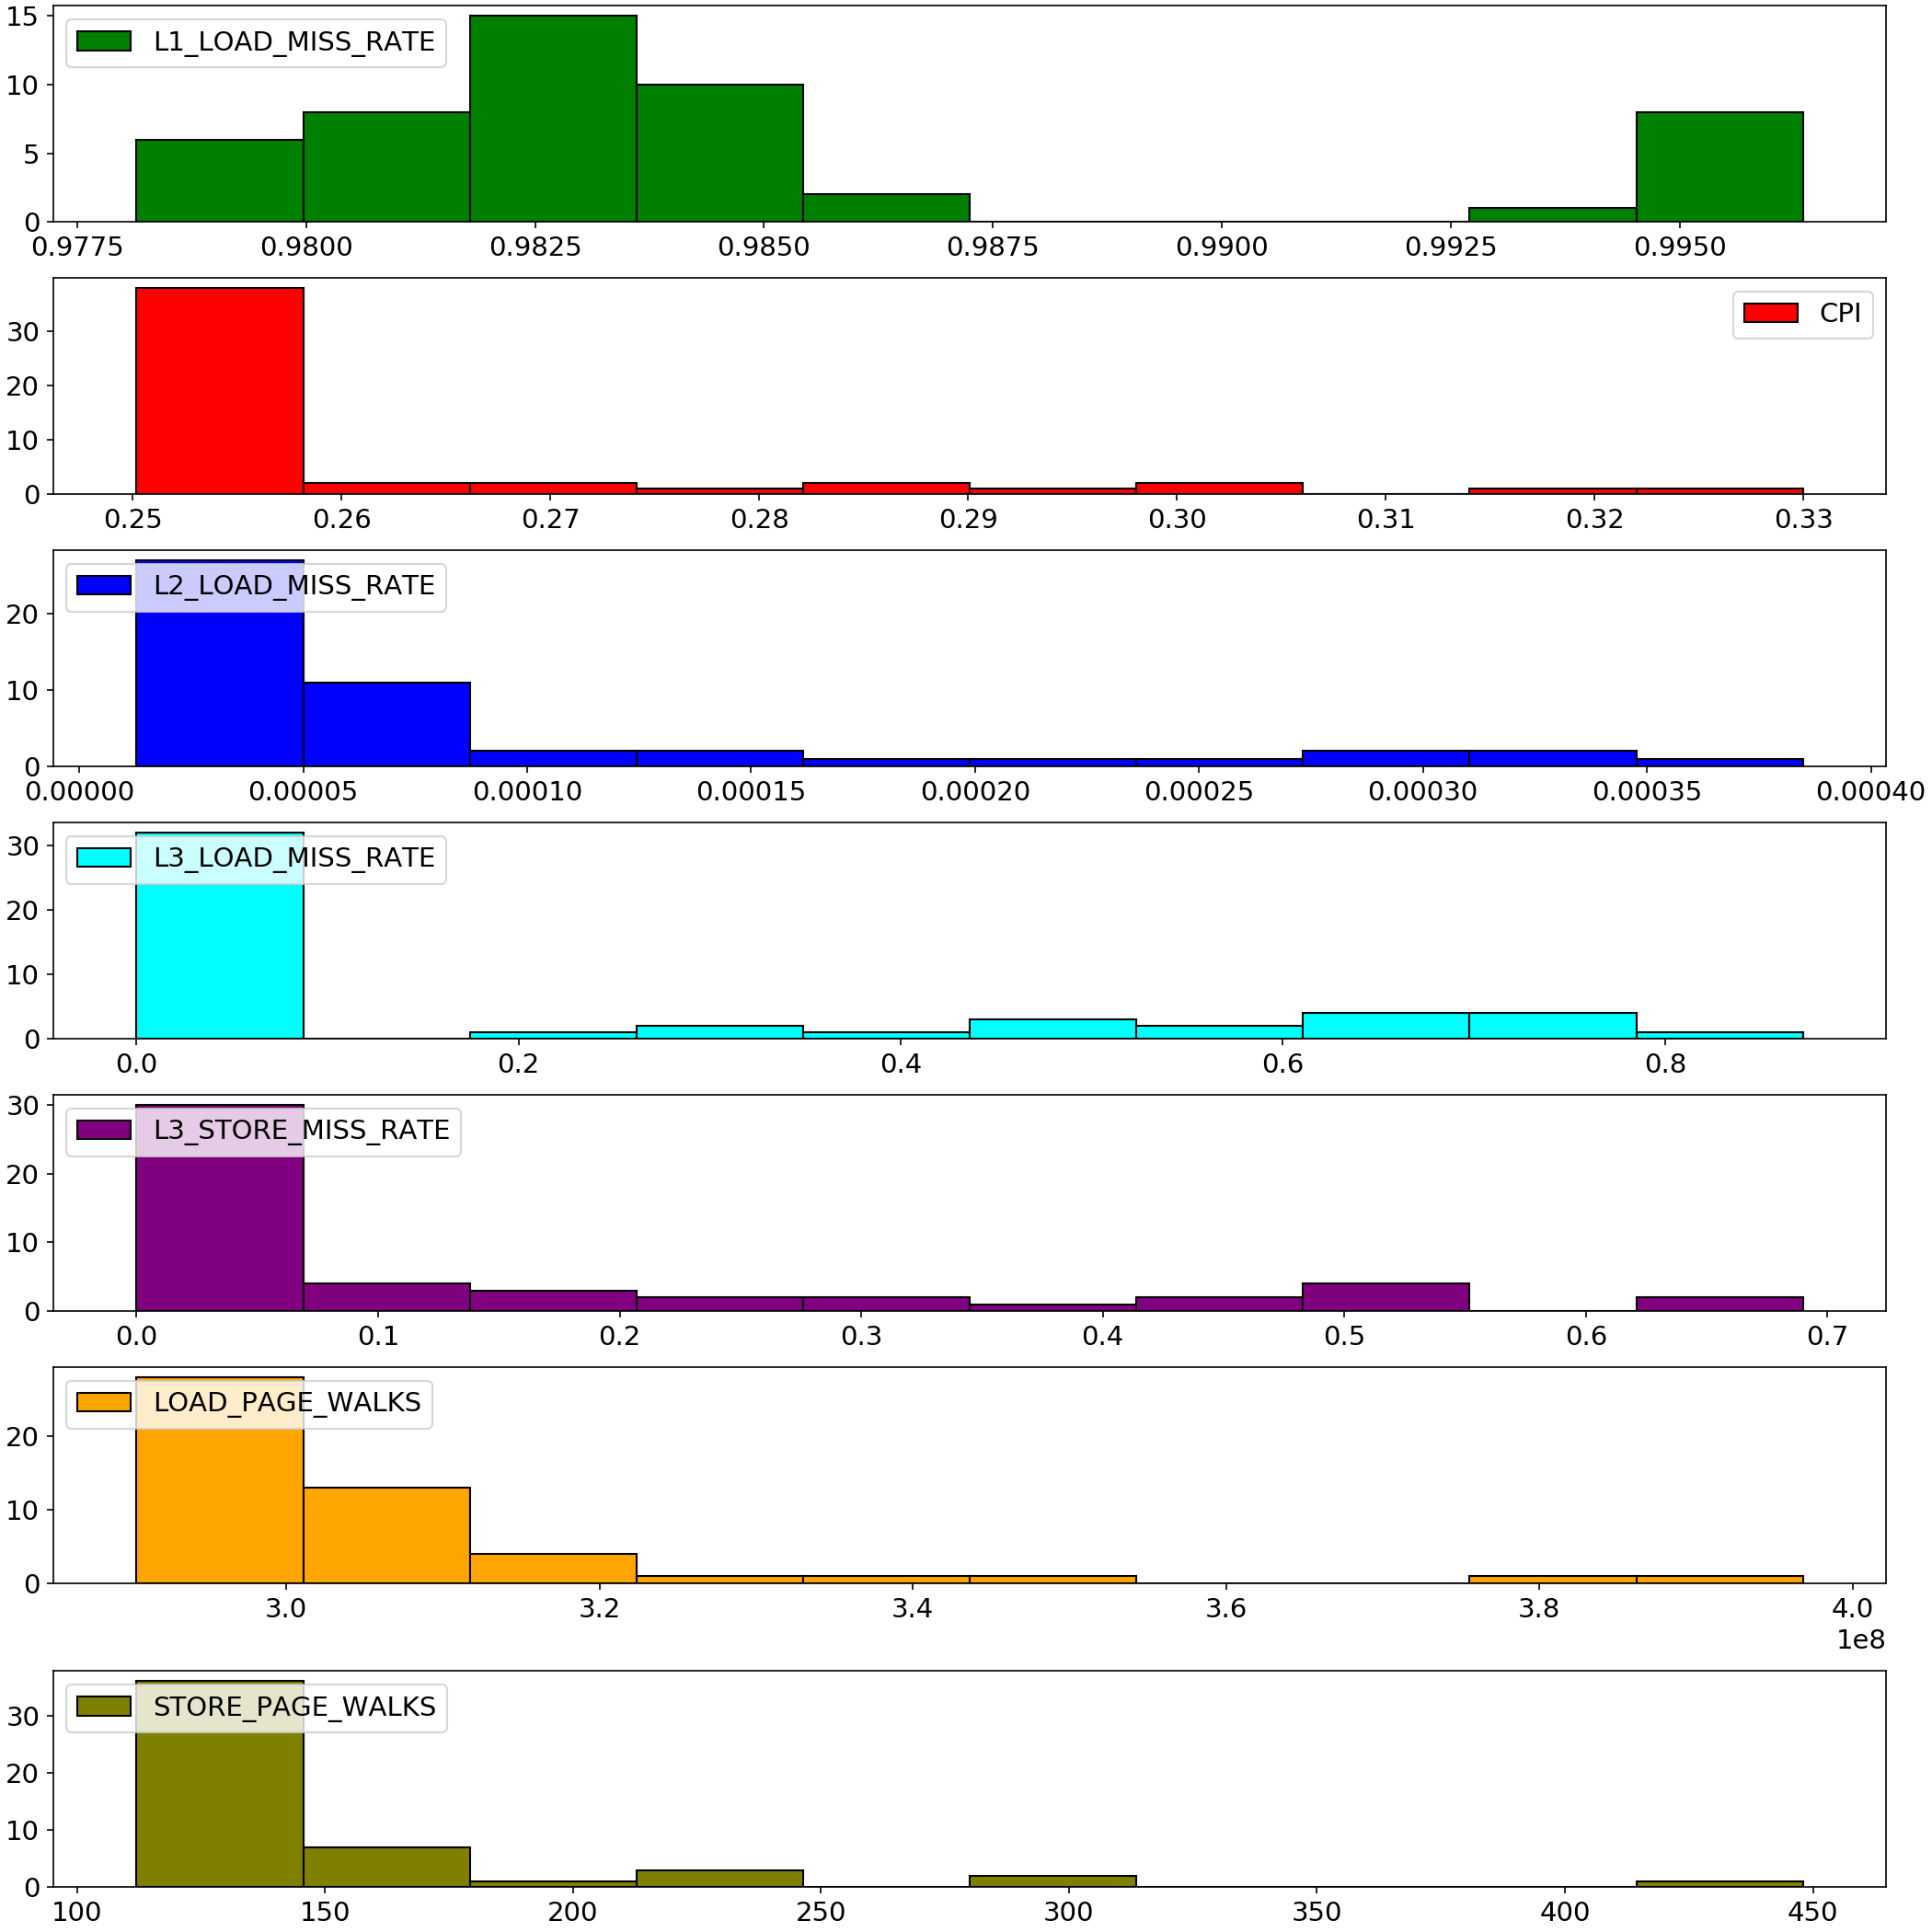 15
10
5
0
L1_LOAD_MISS_RATE
0.9775 0.9800 0.9825 0.9850 0.9875 0.9900 0.9925 0.9950
30
20
10
0
CPI
0.25 0.26 0.27 0.28 0.29 0.30 0.31 0.32 0.33
20
10
0
L2_LOAD_MISS_RATE
0.00000 0.00005 0.00010 0.00015 0.00020 0.00025 0.00030 0.00035 0.00040
30
20
10
0
L3_LOAD_MISS_RATE
0.0 0.2 0.4 0.6 0.8
30
20
10
0
L3_STORE_MISS_RATE
0.0 0.1 0.2 0.3 0.4 0.5 0.6 0.7
20
10
0
LOAD_PAGE_WALKS
3.0 3.2 3.4 3.6 3.8 4.0
1e8
30
20
10
0
STORE_PAGE_WALKS
100 150 200 250 300 350 400 450